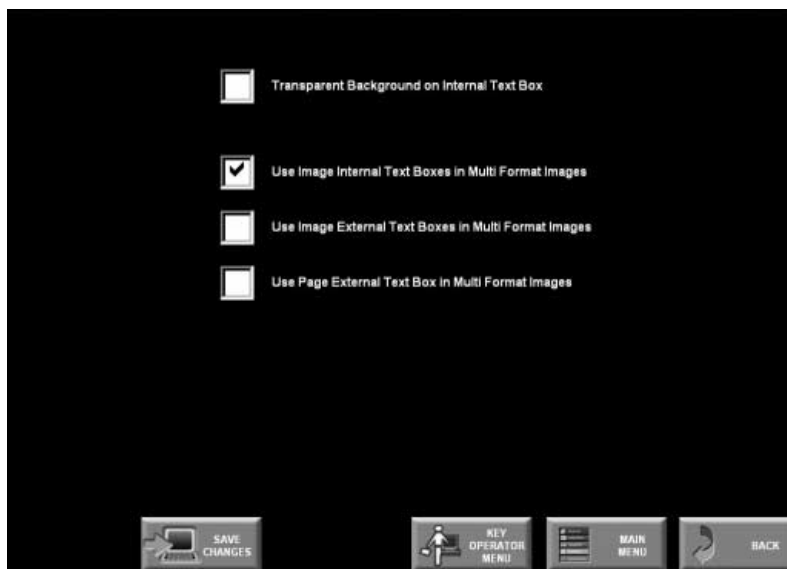 Transparent Background on Internal Text Box
Use Image Internal Text Boxes in Multi Format Images
Use Image External Text Boxes in Multi Format Images
Use Page External Text Box in Multi Format Images
SAVE
CHANGES
KEY
OPERATOR
MENU
MAIN
MENU
BACK